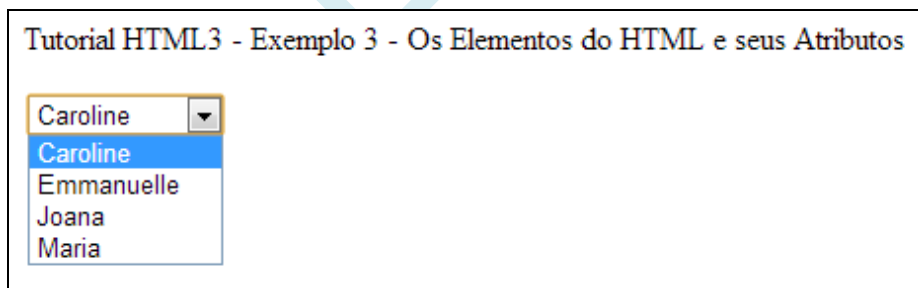 Tutorial HTML3 - Exemplo 3 - Os Elementos do HTML e seus Atributos
Caroline
Caroline
Emmanuelle
Joana
Maria